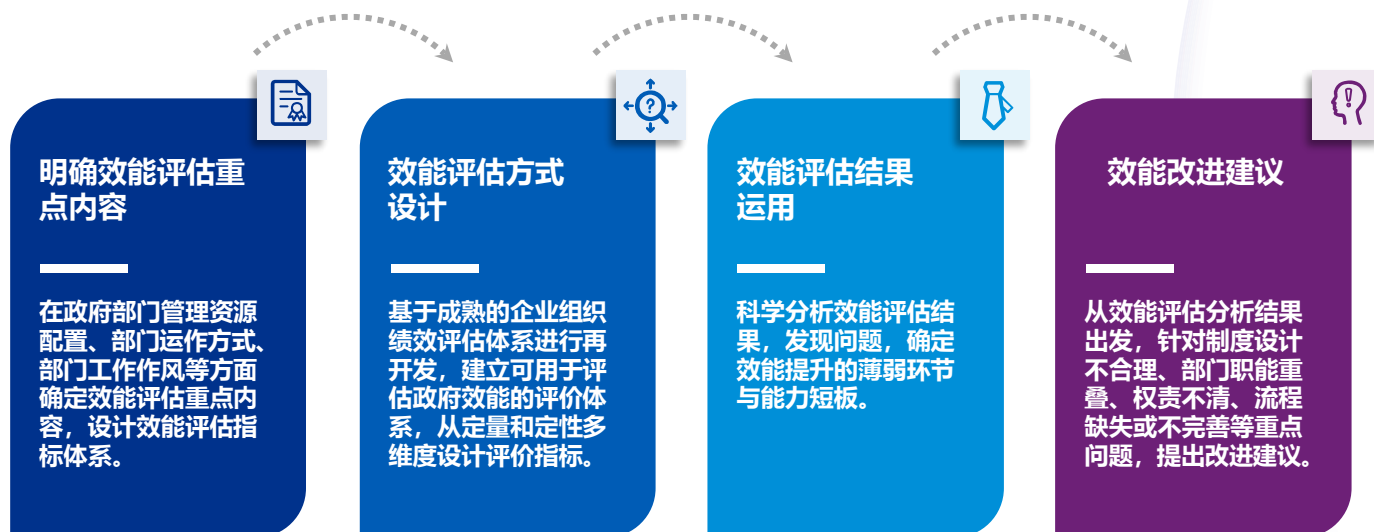 明确效能评估重
点内容
在政府部门管理资源
配置、部门运作方式、
部门工作作风等方面
确定效能评估重点内
容，设计效能评估指
标体系。
效能评估方式
设计
基于成熟的企业组织
绩效评估体系进行再
开发，建立可用于评
估政府效能的评价体
系，从定量和定性多
维度设计评价指标。
效能评估结果
运用
科学分析效能评估结
果，发现问题，确定
效能提升的薄弱环节
与能力短板。
效能改进建议
从效能评估分析结果
出发，针对制度设计
不合理、部门职能重
叠、权责不清、流程
缺失或不完善等重点
问题，提出改进建议。